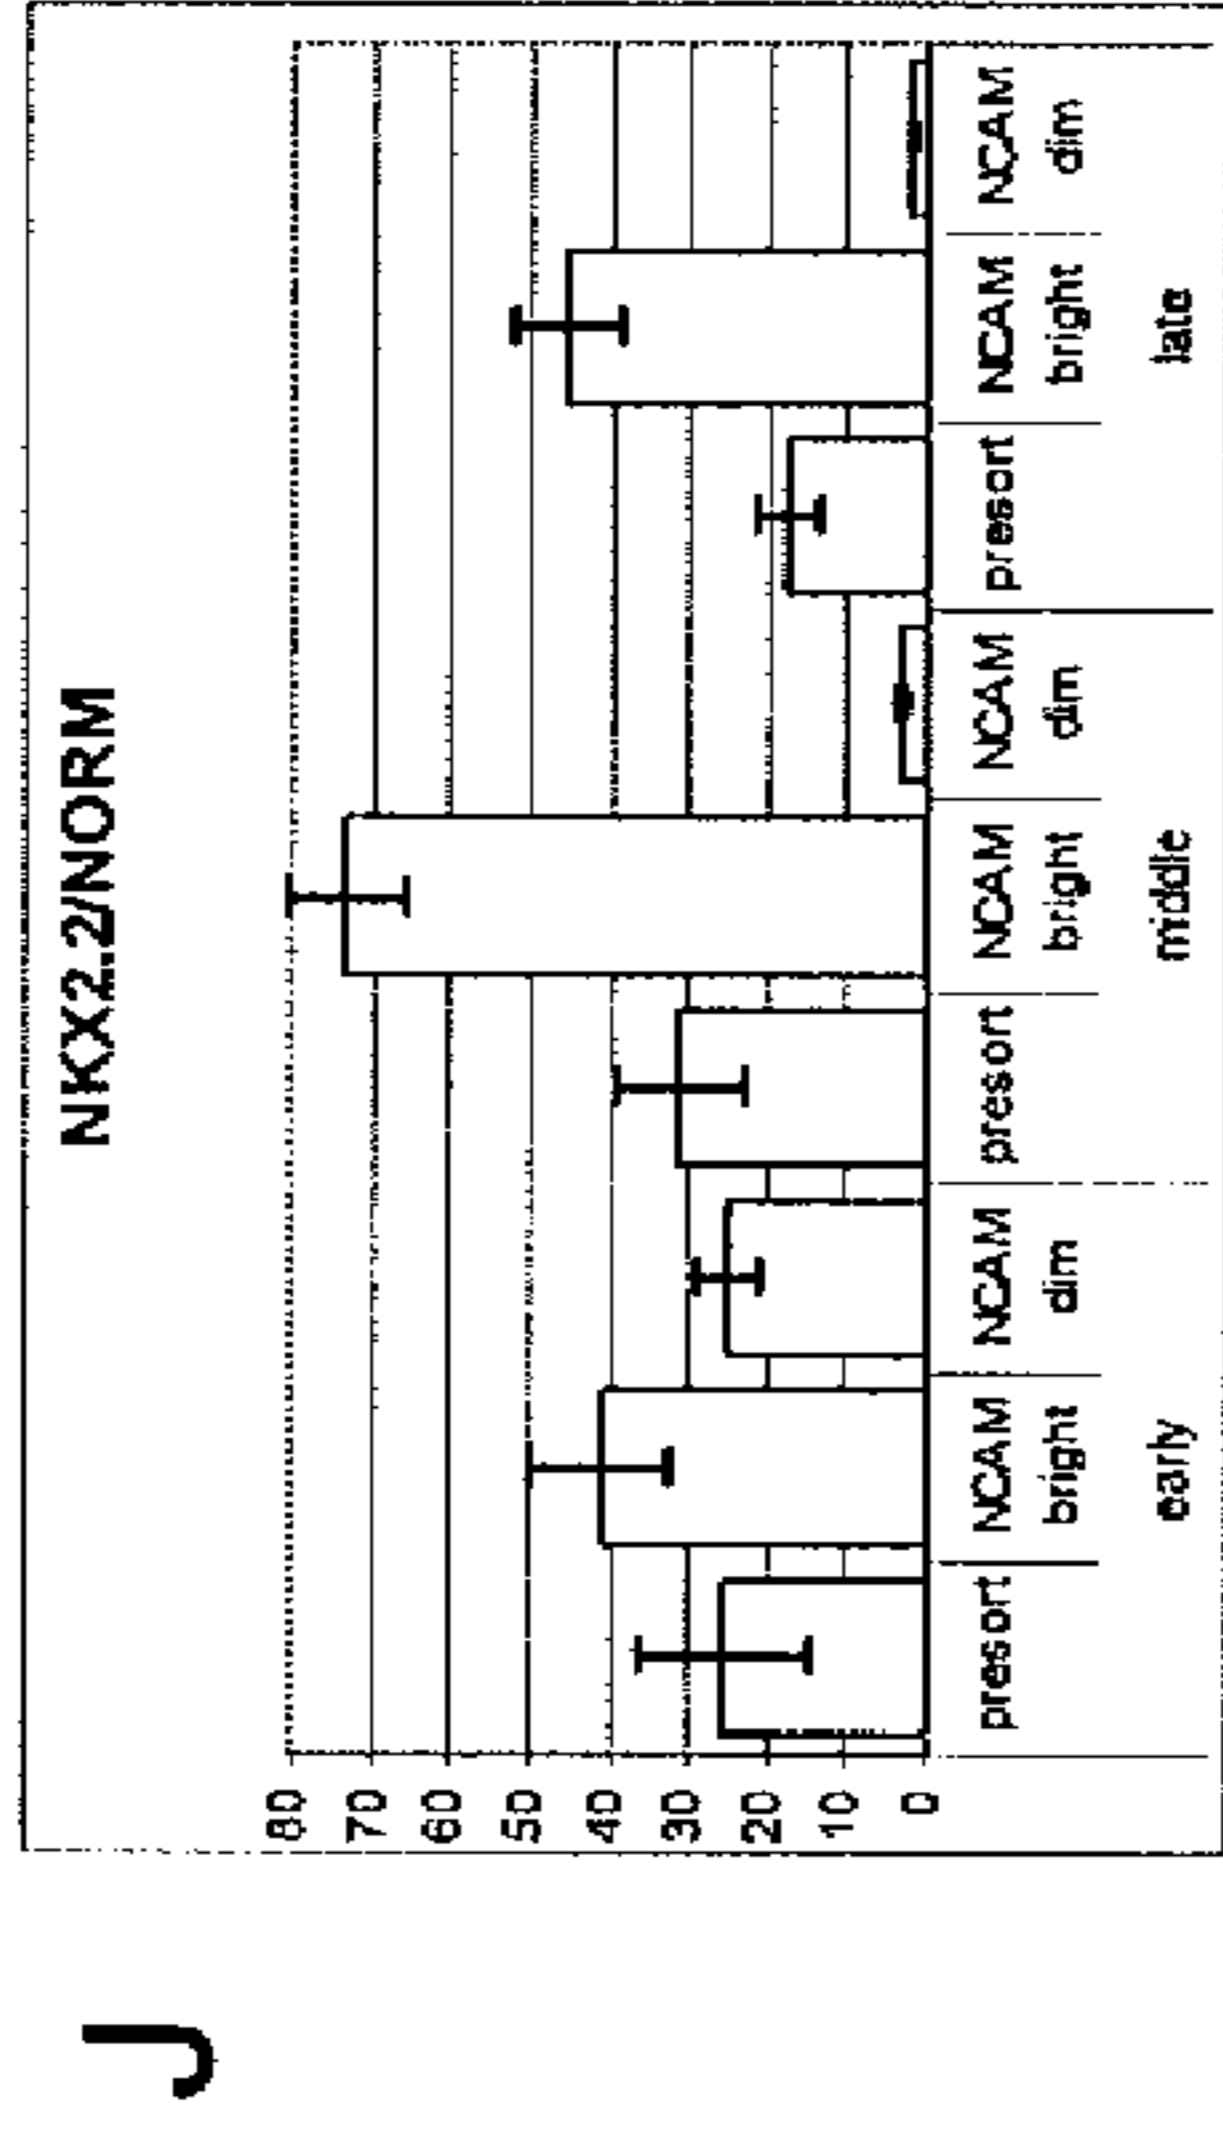 J
NKX2.2/NORM
80
70
60
50
40
30
20
10
0
presort NCAM bright NCAM dim presort NCAM bright NCAM dim presort NCAM bright NCAM dim
early middle late